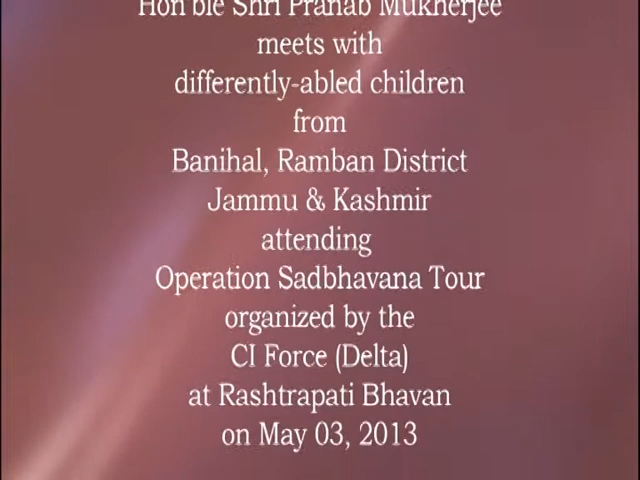 Hon'ble Shri Pranab Mukherjee
meets with
differently-abled children
from
Banihal, Ramban District
Jammu & Kashmir
attending
Operation Sadbhavana Tour
organized by the
CI Force (Delta)
at Rashtrapati Bhavan
on May 03, 2013